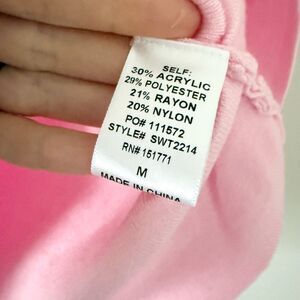 SELF:
30% ACRYLIC
29% POLYESTER
21% RAYON
20% NYLON
PO# 111572
STYLE# SWT2214
RN# 151771
M
MADE IN CHINA